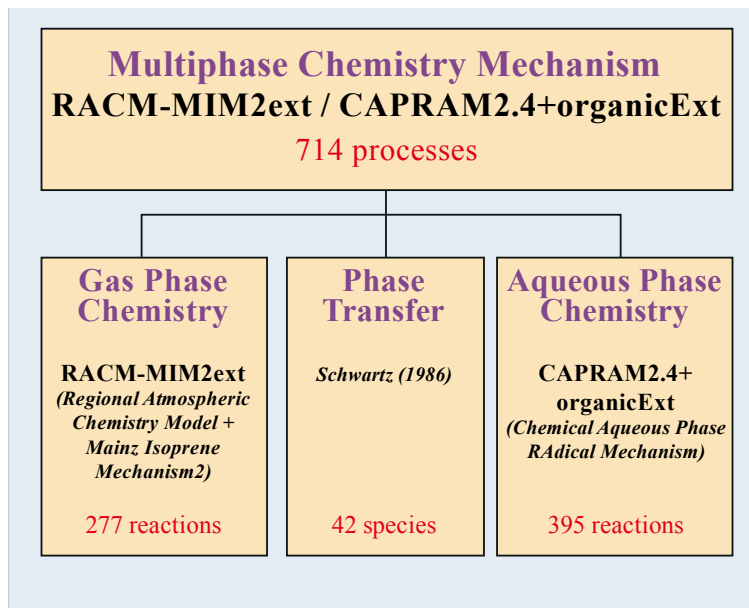 Multiphase Chemistry Mechanism
RACM-MIM2ext / CAPRAM2.4+organicExt
714 processes
Gas Phase
Chemistry
RACM-MIM2ext
(Regional Atmospheric
Chemistry Model +
Mainz Isoprene
Mechanism2)
277 reactions
Phase
Transfer
Schwartz (1986)
42 species
Aqueous Phase
Chemistry
CAPRAM2.4+
organicExt
(Chemical Aqueous Phase
RAdical Mechanism)
395 reactions